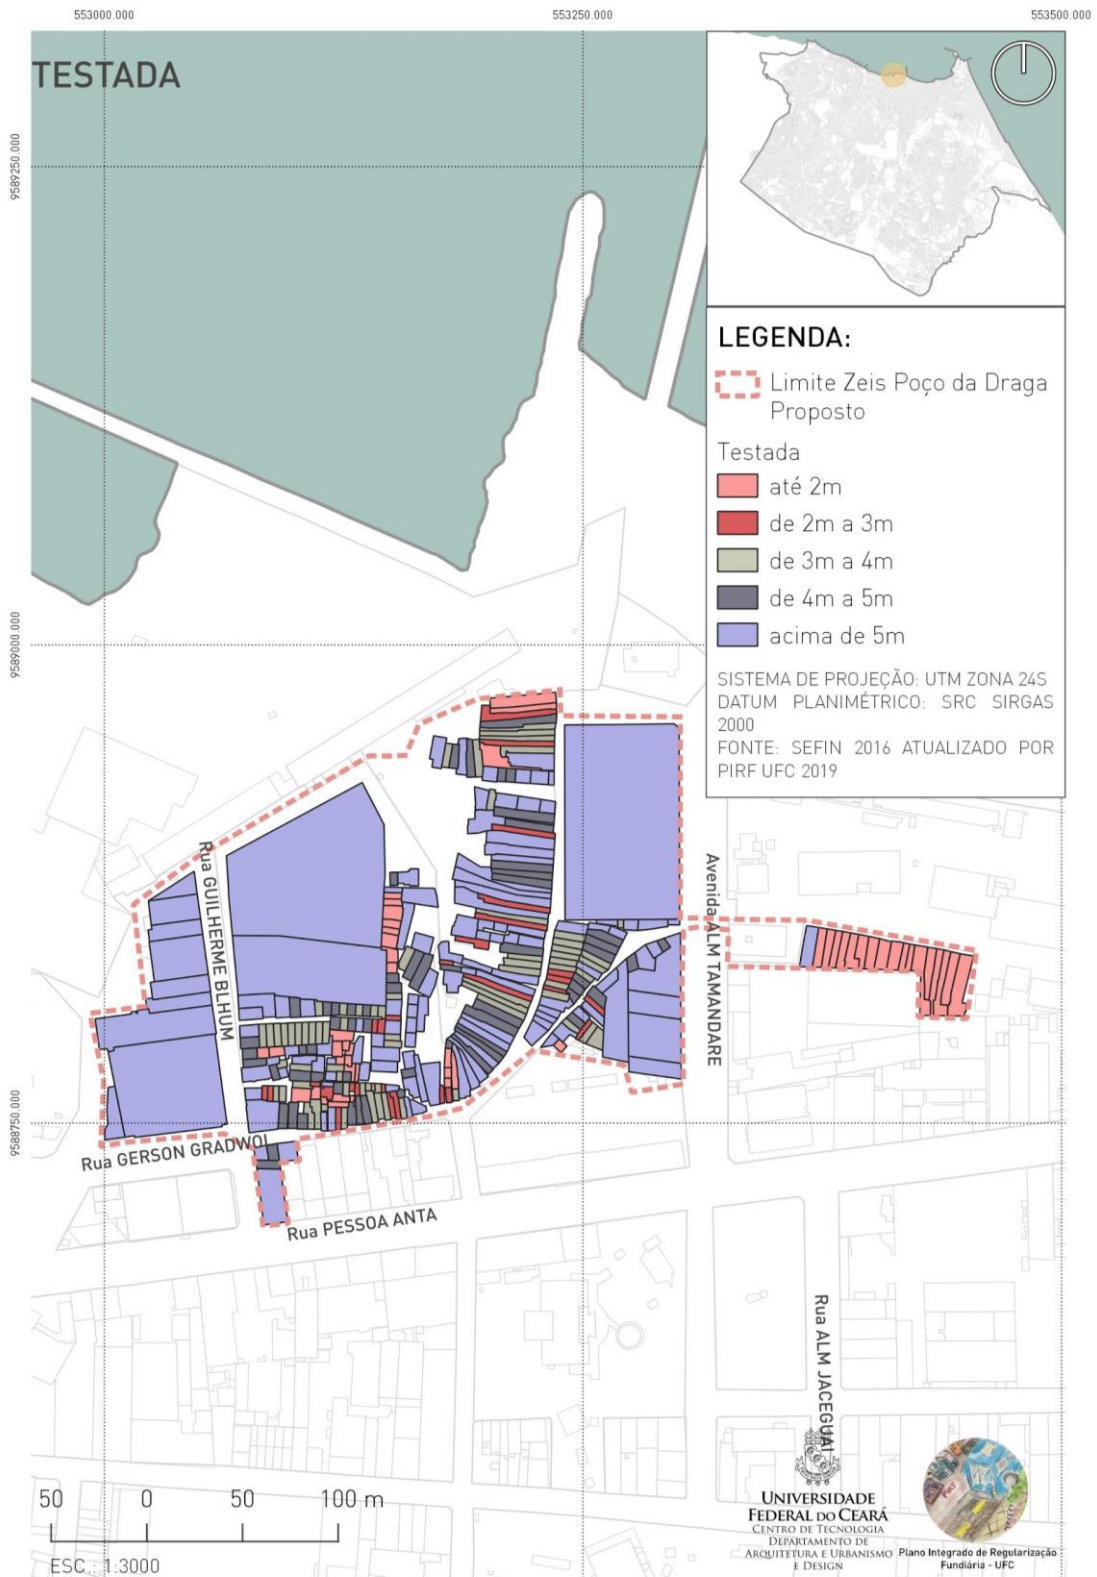 553000.000
553250.000
553500.000
TESTADA
9589250.000
9589000.000
9588750.000
LEGENDA:
Limite Zeis Poço da Draga
Proposto
Testada
até 2m
de 2m a 3m
de 3m a 4m
de 4m a 5m
acima de 5m
SISTEMA DE PROJEÇÃO: UTM ZONA 24S
DATUM PLANIMÉTRICO: SRC SIRGAS
2000
FONTE: SEFIN 2016 ATUALIZADO POR
PIRF UFC 2019
Rua GUILHERME BLHUM
Avenida ALM TAMANDARE
Rua GERSON GRADWOL
Rua PESSOA ANTA
Rua ALM JACEGUAI
50 0 50 100 m
ESC.: 1:3000
UNIVERSIDADE
FEDERAL DO CEARÁ
CENTRO DE TECNOLOGIA
DEPARTAMENTO DE
ARQUITETURA E URBANISMO
E DESIGN
Plano Integrado de Regularização
Fundiária - UFC